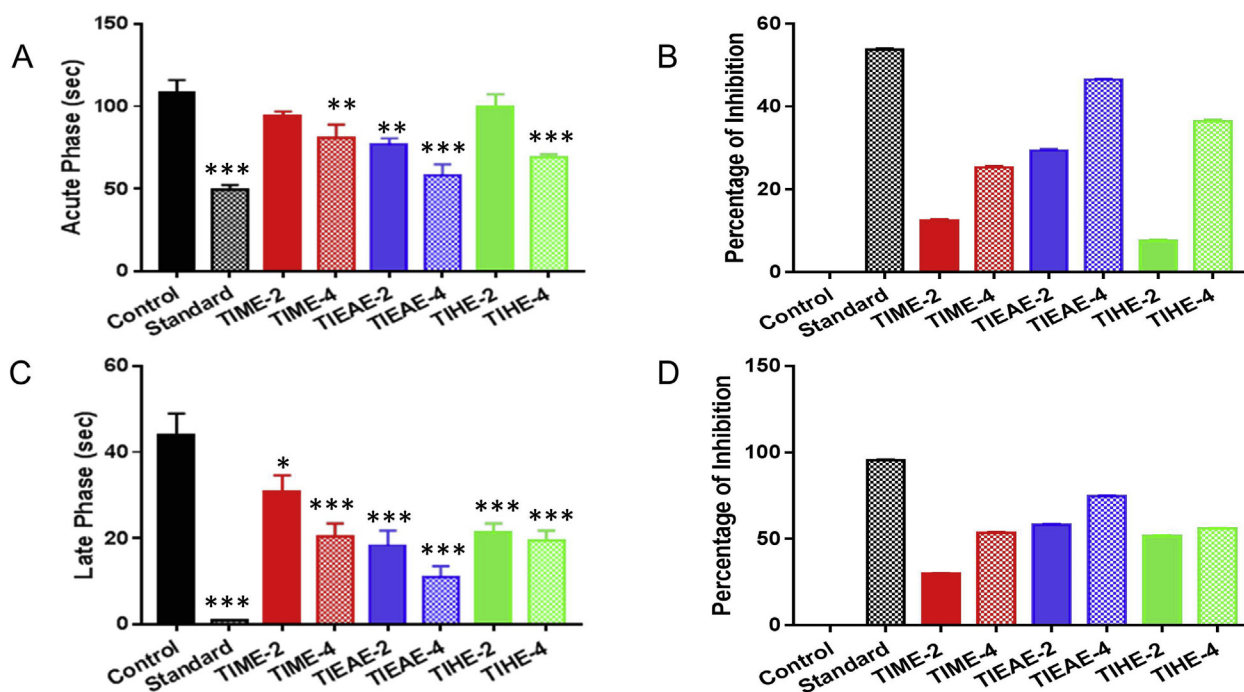 A
Acute Phase (sec)
150
100
50
0
***
**
**
***
***
Control
Standard
TIME-2
TIME-4
TIEAE-2
TIEAE-4
TIHE-2
TIHE-4
B
Percentage of Inhibition
60
40
20
0
Control
Standard
TIME-2
TIME-4
TIEAE-2
TIEAE-4
TIHE-2
TIHE-4
C
Late Phase (sec)
60
40
20
0
***
*
***
***
***
***
***
Control
Standard
TIME-2
TIME-4
TIEAE-2
TIEAE-4
TIHE-2
TIHE-4
D
Percentage of Inhibition
150
100
50
0
Control
Standard
TIME-2
TIME-4
TIEAE-2
TIEAE-4
TIHE-2
TIHE-4